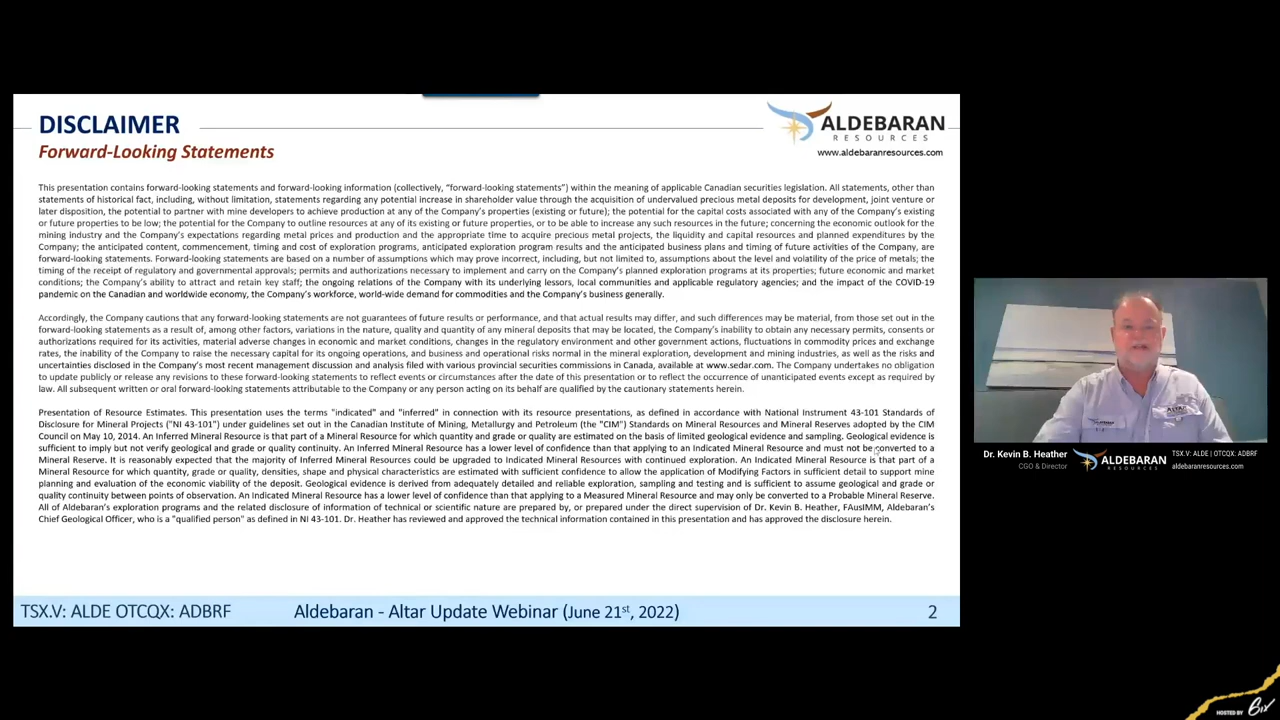 DISCLAIMER
Forward-Looking Statements
ALDEBARAN
RESOURCES
www.aldebaranresources.com
This presentation contains forward-looking statements and forward-looking information (collectively, "forward-looking statements") within the meaning of applicable Canadian securities legislation. All statements, other than
statements of historical fact, including, without limitation, statements regarding any potential increase in shareholder value through the acquisition of undervalued precious metal deposits for development, joint venture or
later disposition, the potential to partner with mine developers to achieve production at any of the Company's properties (existing or future); the potential for the capital costs associated with any of the Company's existing
or future properties to be low; the potential for the Company to outline resources at any of its existing or future properties, or to be able to increase any such resources in the future; concerning the economic outlook for the
mining industry and the Company's expectations regarding metal prices and production and the appropriate time to acquire precious metal projects, the liquidity and capital resources and planned expenditures by the
Company; the anticipated content, commencement, timing and cost of exploration programs, anticipated exploration program results and the anticipated business plans and timing of future activities of the Company, are
forward-looking statements. Forward-looking statements are based on a number of assumptions which may prove incorrect, including, but not limited to, assumptions about the level and volatility of the price of metals; the
timing of the receipt of regulatory and governmental approvals; permits and authorizations necessary to implement and carry on the Company's planned exploration programs at its properties; future economic and market
conditions; the Company's ability to attract and retain key staff; the ongoing relations of the Company with its underlying lessors, local communities and applicable regulatory agencies; and the impact of the COVID-19
pandemic on the Canadian and worldwide economy, the Company's workforce, world-wide demand for commodities and the Company's business generally.
Accordingly, the Company cautions that any forward-looking statements are not guarantees of future results or performance, and that actual results may differ, and such differences may be material, from those set out in the
forward-looking statements as a result of, among other factors, variations in the nature, quality and quantity of any mineral deposits that may be located, the Company's inability to obtain any necessary permits, consents or
authorizations required for its activities, material adverse changes in economic and market conditions, changes in the regulatory environment and other government actions, fluctuations in commodity prices and exchange
rates, the inability of the Company to raise the necessary capital for its ongoing operations, and business and operational risks normal in the mineral exploration, development and mining industries, as well as the risks and
uncertainties disclosed in the Company's most recent management discussion and analysis filed with various provincial securities commissions in Canada, available at www.sedar.com. The Company undertakes no obligation
to update publicly or release any revisions to these forward-looking statements to reflect events or circumstances after the date of this presentation or to reflect the occurrence of unanticipated events except as required by
law. All subsequent written or oral forward-looking statements attributable to the Company or any person acting on its behalf are qualified by the cautionary statements herein.
Presentation of Resource Estimates. This presentation uses the terms "indicated" and "inferred" in connection with its resource presentations, as defined in accordance with National Instrument 43-101 Standards of
Disclosure for Mineral Projects ("NI 43-101") under guidelines set out in the Canadian Institute of Mining, Metallurgy and Petroleum (the "CIM") Standards on Mineral Resources and Mineral Reserves adopted by the CIM
Council on May 10, 2014. An Inferred Mineral Resource is that part of a Mineral Resource for which quantity and grade or quality are estimated on the basis of limited geological evidence and sampling. Geological evidence is
sufficient to imply but not verify geological and grade or quality continuity. An Inferred Mineral Resource has a lower level of confidence than that applying to an Indicated Mineral Resource and must not be converted to a
Mineral Reserve. It is reasonably expected that the majority of Inferred Mineral Resources could be upgraded to Indicated Mineral Resources with continued exploration. An Indicated Mineral Resource is that part of a
Mineral Resource for which quantity, grade or quality, densities, shape and physical characteristics are estimated with sufficient confidence to allow the application of Modifying Factors in sufficient detail to support mine
planning and evaluation of the economic viability of the deposit. Geological evidence is derived from adequately detailed and reliable exploration, sampling and testing and is sufficient to assume geological and grade or
quality continuity between points of observation. An Indicated Mineral Resource has a lower level of confidence than that applying to a Measured Mineral Resource and may only be converted to a Probable Mineral Reserve.
All of Aldebaran's exploration programs and the related disclosure of information of technical or scientific nature are prepared by, or prepared under the direct supervision of Dr. Kevin B. Heather, FAusIMM, Aldebaran's
Chief Geological Officer, who is a "qualified person" as defined in NI 43-101. Dr. Heather has reviewed and approved the technical information contained in this presentation and has approved the disclosure herein.
TSX.V: ALDE OTCQX: ADBRF
Aldebaran - Altar Update Webinar (June 21st, 2022)
2
ALTAR
Dr. Kevin B. Heather
CGO & Director
ALDEBARAN
RESOURCES
TSX.V: ALDE | OTCQX: ADBRF
aldebaranresources.com
HOSTED BY 6ix